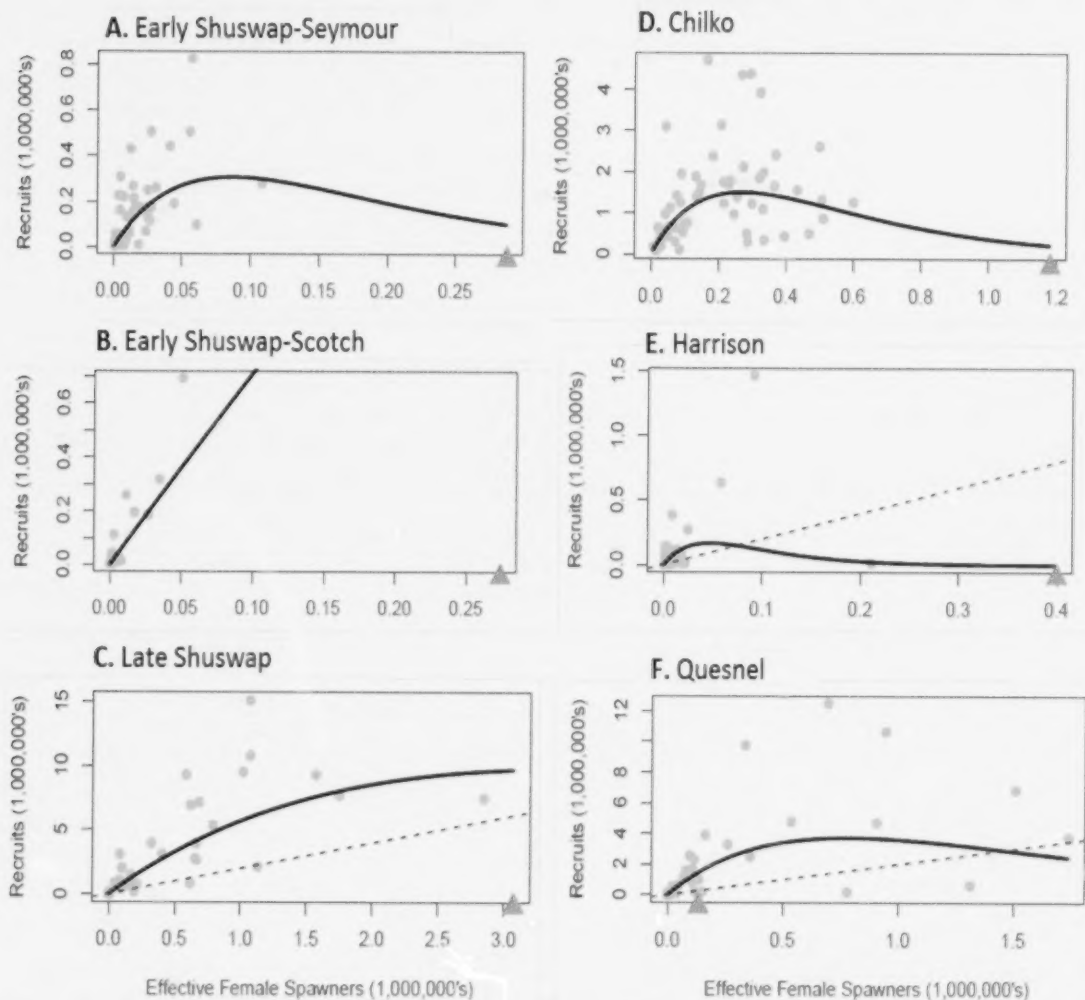 A. Early Shuswap-Seymour
Recruits (1,000,000's)
0.0 0.2 0.4 0.6 0.8
0.00 0.05 0.10 0.15 0.20 0.25
B. Early Shuswap-Scotch
Recruits (1,000,000's)
0.0 0.2 0.4 0.6
0.00 0.05 0.10 0.15 0.20 0.25
C. Late Shuswap
Recruits (1,000,000's)
0 5 10 15
0.0 0.5 1.0 1.5 2.0 2.5 3.0
Effective Female Spawners (1,000,000's)
D. Chilko
Recruits (1,000,000's)
0 1 2 3 4
0.0 0.2 0.4 0.6 0.8 1.0 1.2
E. Harrison
Recruits (1,000,000's)
0.0 0.5 1.0 1.5
0.0 0.1 0.2 0.3 0.4
F. Quesnel
Recruits (1,000,000's)
0 2 4 6 8 10 12
0.0 0.5 1.0 1.5
Effective Female Spawners (1,000,000's)